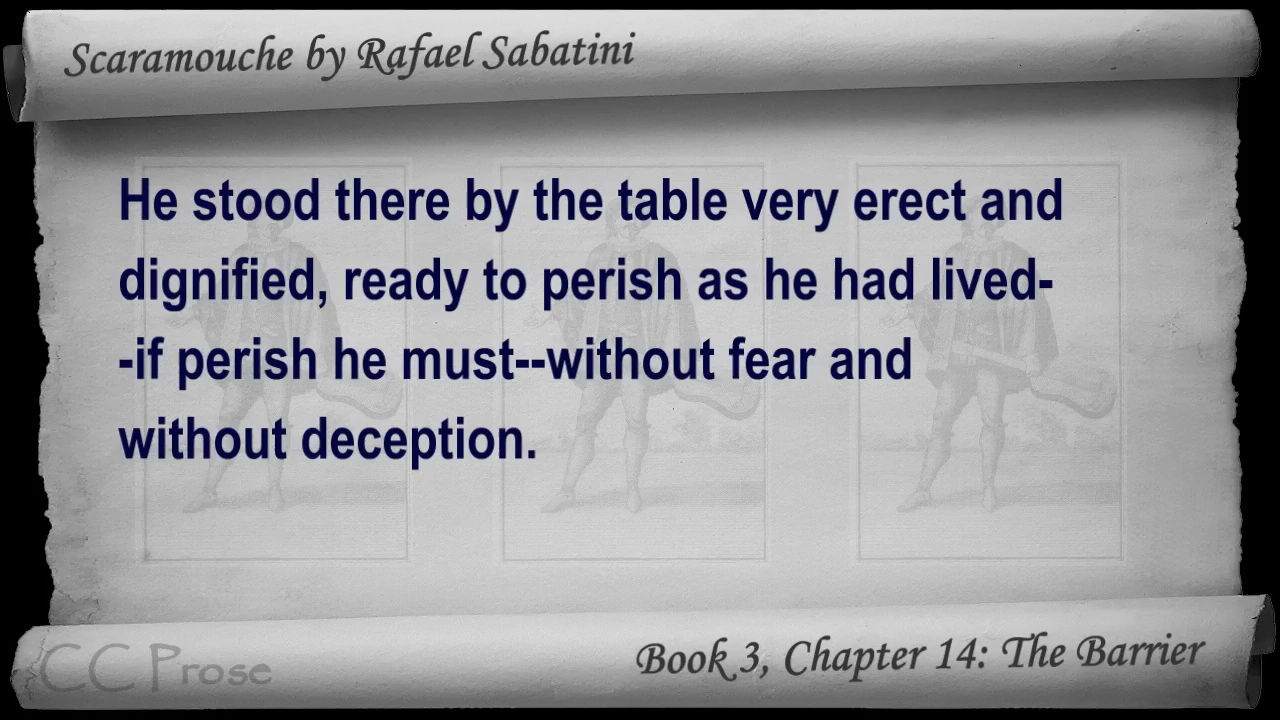 Scaramouche by Rafael Sabatini
He stood there by the table very erect and
dignified, ready to perish as he had lived-
-if perish he must--without fear and
without deception.
CC Prose
Book 3, Chapter 14: The Barrier